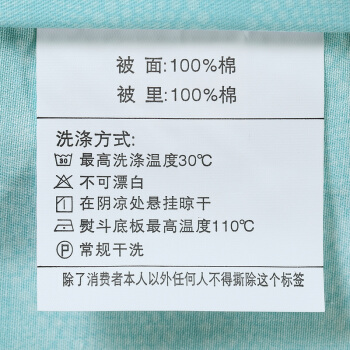 被 面:100%棉
被 里:100%棉
洗涤方式:
最高洗涤温度30℃
不可漂白
在阴凉处悬挂晾干
熨斗底板最高温度110℃
P 常规干洗
除了消费者本人以外任何人不得撕除这个标签